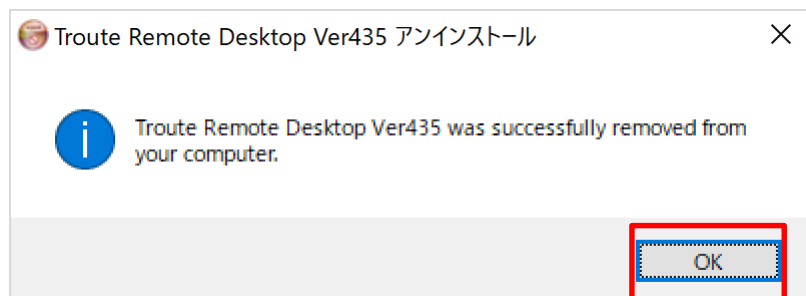 Troute Remote Desktop Ver435 アンインストール
Troute Remote Desktop Ver435 was successfully removed from
your computer.
OK